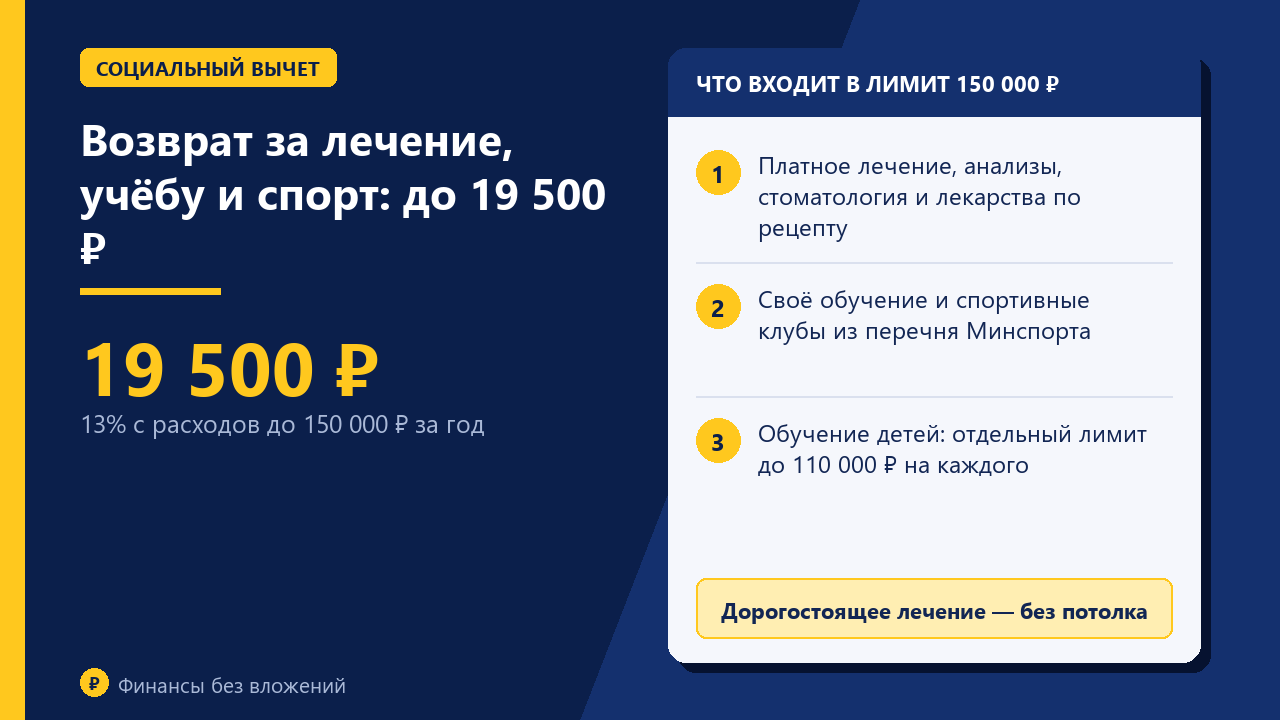 СОЦИАЛЬНЫЙ ВЫЧЕТ
Возврат за лечение,
учёбу и спорт: до 19 500
₽
19 500 ₽
13% с расходов до 150 000 ₽ за год
₽ Финансы без вложений
ЧТО ВХОДИТ В ЛИМИТ 150 000 ₽
1 Платное лечение, анализы,
стоматология и лекарства по
рецепту
2 Своё обучение и спортивные
клубы из перечня Минспорта
3 Обучение детей: отдельный лимит
до 110 000 ₽ на каждого
Дорогостоящее лечение — без потолка